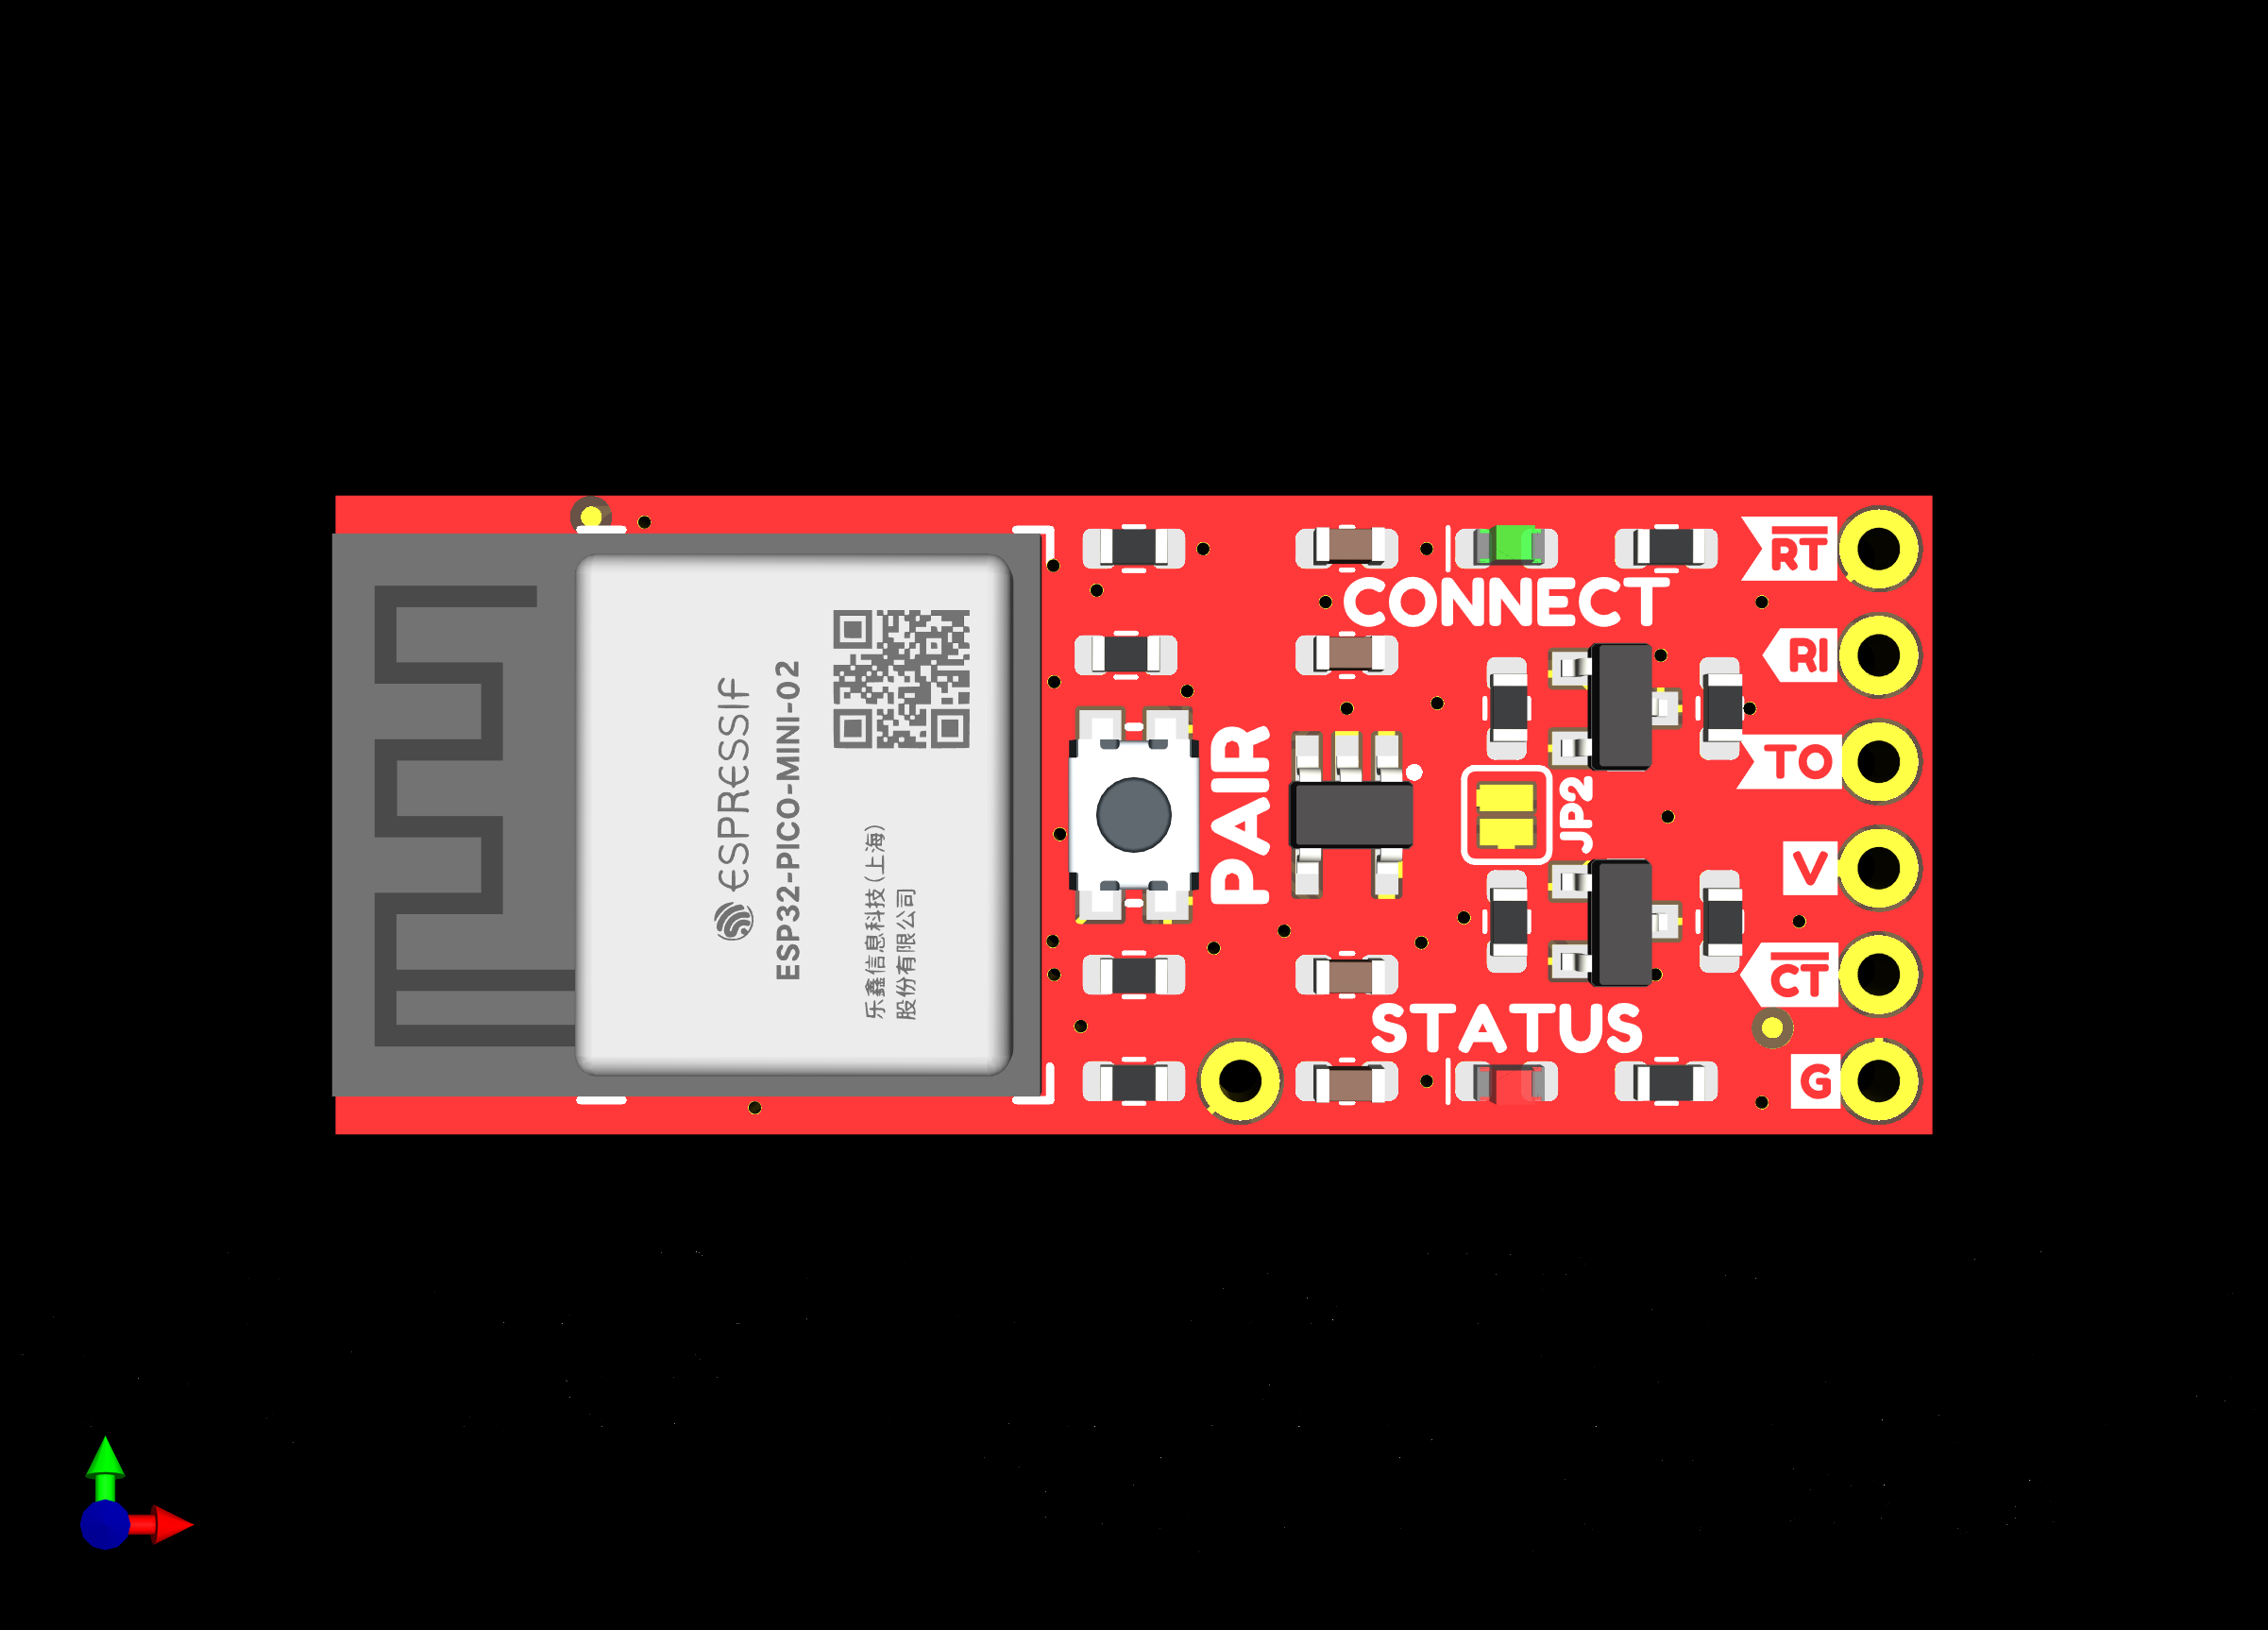 ESPRESSIF
ESP32-PICO-MINI-02
乐鑫信息科技(上海)
股份有限公司
PAIR
CONNECT
JP2
STATUS
RT
RI
TO
V
CT
G